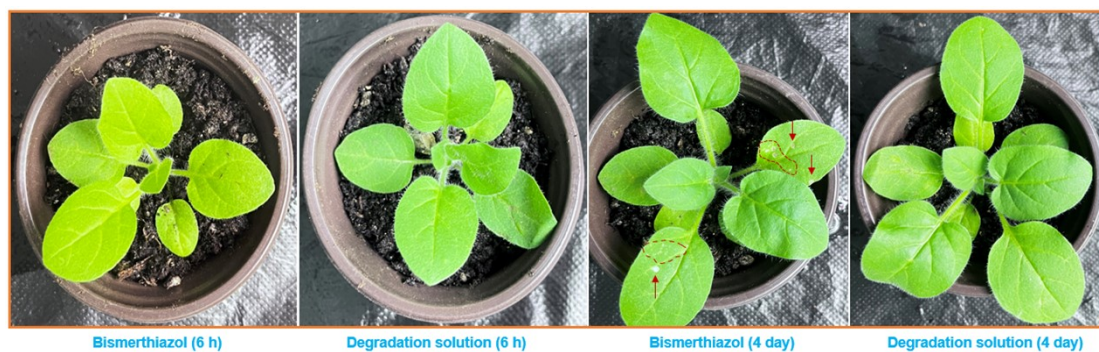 Bismerthiazol (6 h)
Degradation solution (6 h)
Bismerthiazol (4 day)
Degradation solution (4 day)